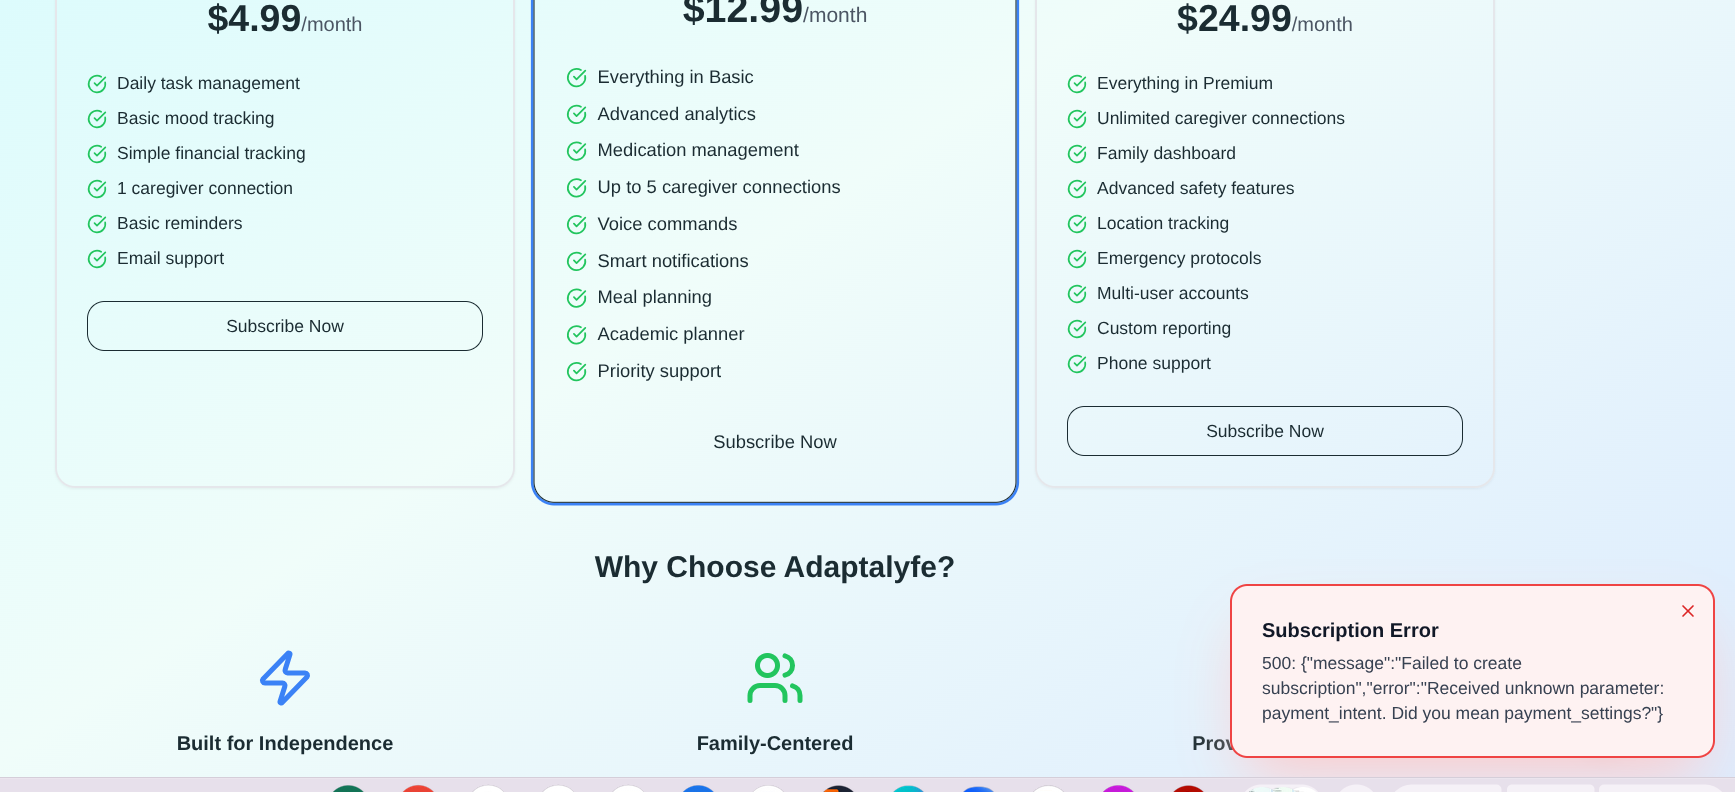 $4.99/month
Daily task management
Basic mood tracking
Simple financial tracking
1 caregiver connection
Basic reminders
Email support
Subscribe Now
$12.99/month
Everything in Basic
Advanced analytics
Medication management
Up to 5 caregiver connections
Voice commands
Smart notifications
Meal planning
Academic planner
Priority support
Subscribe Now
$24.99/month
Everything in Premium
Unlimited caregiver connections
Family dashboard
Advanced safety features
Location tracking
Emergency protocols
Multi-user accounts
Custom reporting
Phone support
Subscribe Now
Why Choose Adaptalyfe?
Built for Independence
Family-Centered
Subscription Error
500: {"message":"Failed to create
subscription","error":"Received unknown parameter:
payment_intent. Did you mean payment_settings?"}